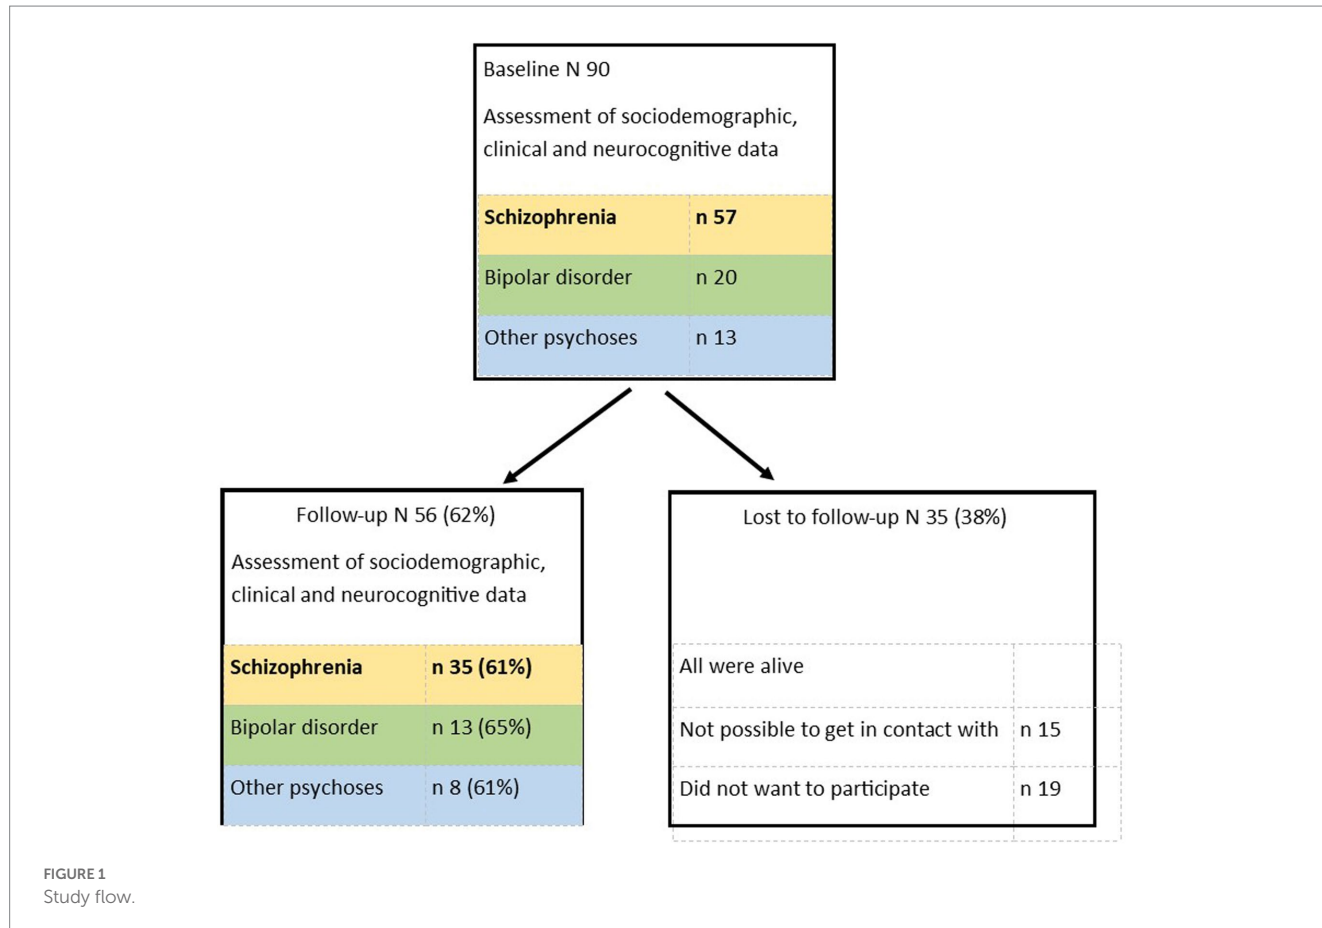 Baseline N 90
Assessment of sociodemographic,
clinical and neurocognitive data
Schizophrenia n 57
Bipolar disorder n 20
Other psychoses n 13
Follow-up N 56 (62%)
Assessment of sociodemographic,
clinical and neurocognitive data
Schizophrenia n 35 (61%)
Bipolar disorder n 13 (65%)
Other psychoses n 8 (61%)
Lost to follow-up N 35 (38%)
All were alive
Not possible to get in contact with n 15
Did not want to participate n 19
FIGURE 1
Study flow.